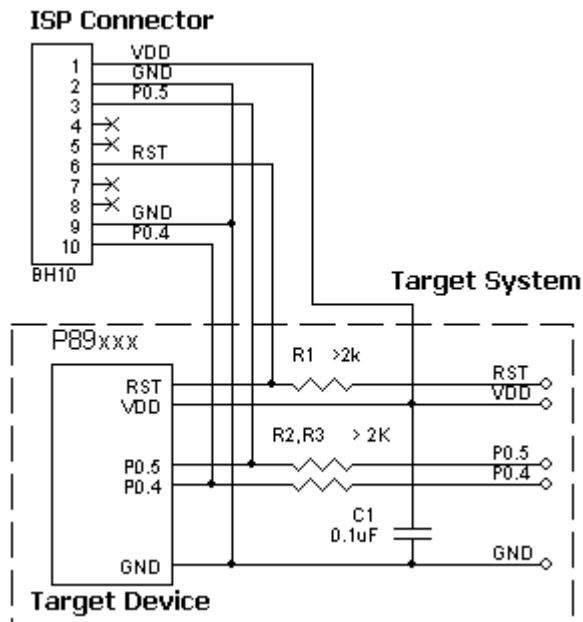 ISP Connector
VDD
1
GND
2
P0.5
3
4
5
RST
6
7
8
GND
9
P0.4
10
BH10
Target System
P89xxx
R1 >2k
RST
RST
VDD
VDD
R2,R3 > 2K
P0.5
P0.5
P0.4
P0.4
C1
0.1uF
GND
GND
Target Device